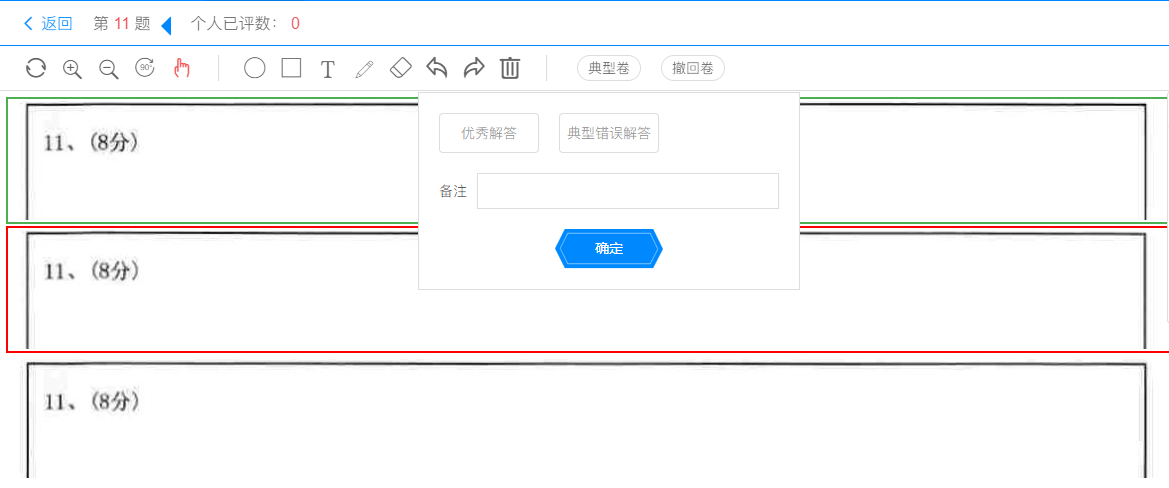 返回 第 11 题 个人已评数： 0
90° T 典型卷 撤回卷
优秀解答 典型错误解答
11、(8分)
备注
确定
11、(8分)
11、(8分)